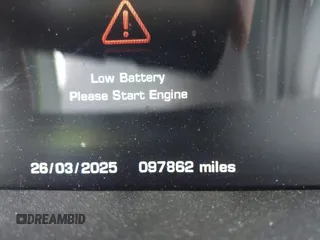 Low Battery
Please Start Engine
26/03/2025 097862 miles
DREAMBID